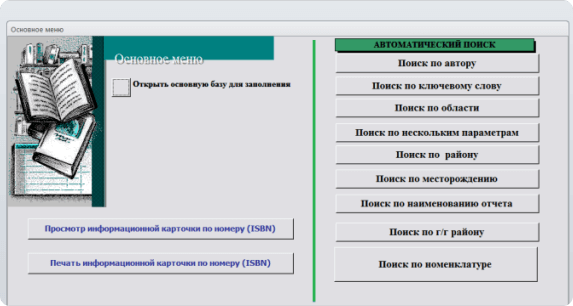 Основное меню
Основное меню
Открыть основную базу для заполнения
Просмотр информационной карточки по номеру (ISBN)
Печать информационной карточки по номеру (ISBN)
АВТОМАТИЧЕСКИЙ ПОИСК
Поиск по автору
Поиск по ключевому слову
Поиск по области
Поиск по нескольким параметрам
Поиск по району
Поиск по месторождению
Поиск по наименованию отчета
Поиск по г/г району
Поиск по номенклатуре